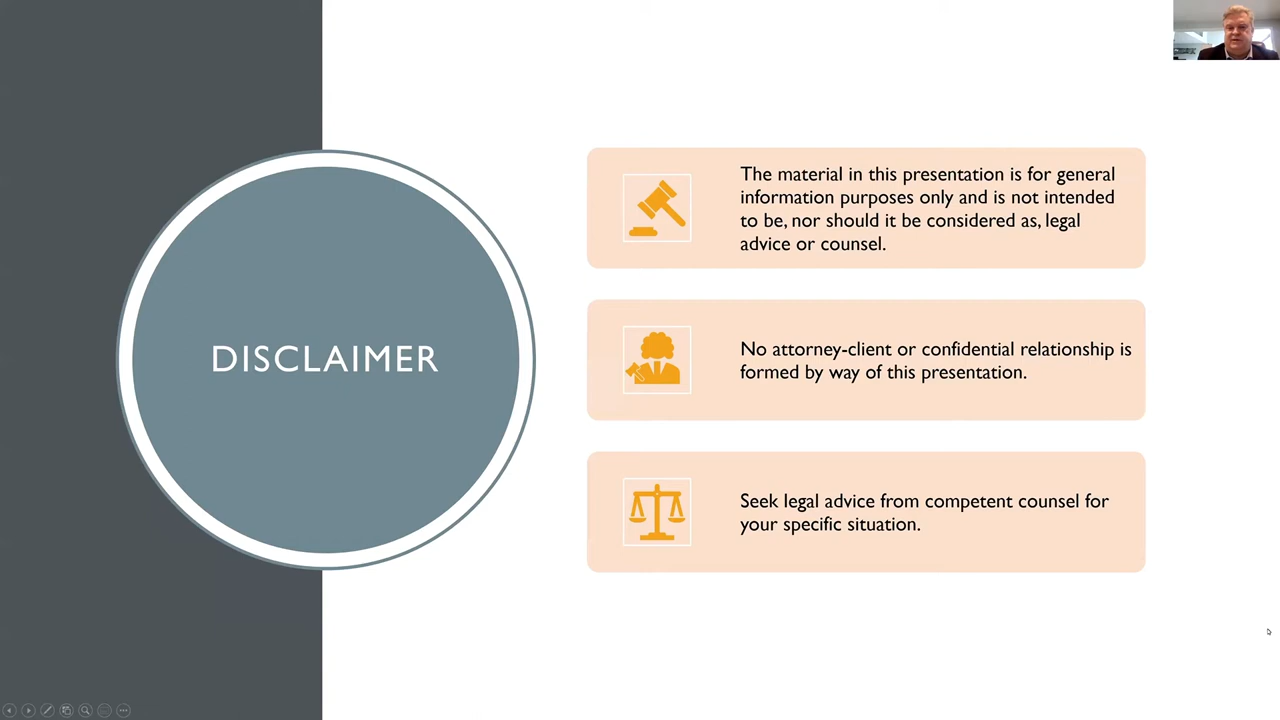 DISCLAIMER
The material in this presentation is for general
information purposes only and is not intended
to be, nor should it be considered as, legal
advice or counsel.
No attorney-client or confidential relationship is
formed by way of this presentation.
Seek legal advice from competent counsel for
your specific situation.